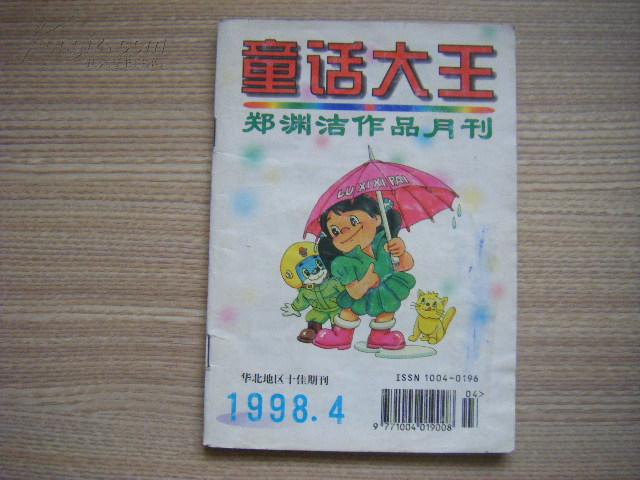 童话大王
郑渊洁作品月刊
LU XI XI PAI
华北地区十佳期刊
1998.4
ISSN 1004-0196
04>
9 771004 019008